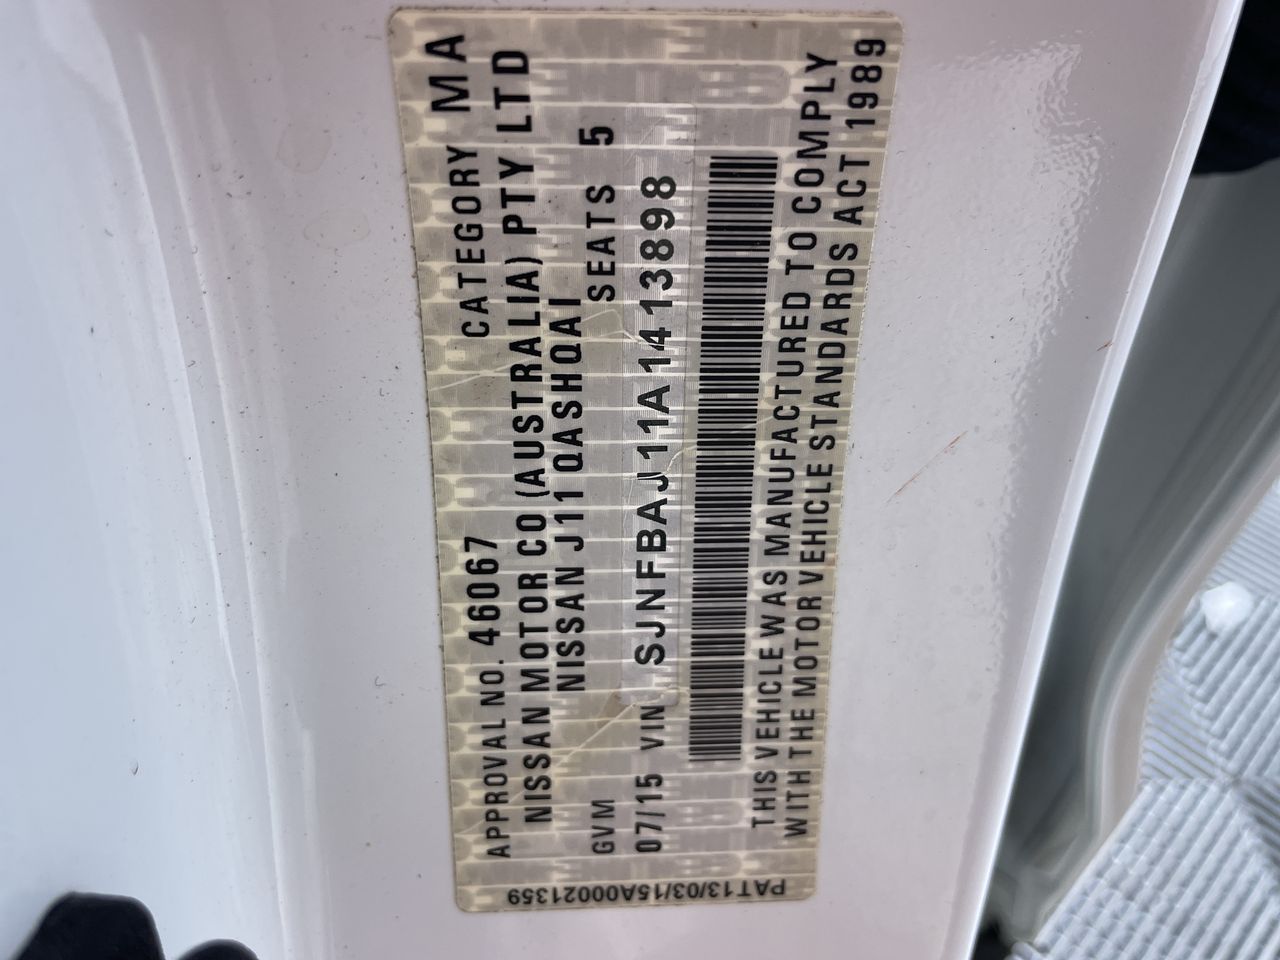 APPROVAL NO. 46067 CATEGORY MA
NISSAN MOTOR CO (AUSTRALIA) PTY LTD
NISSAN J11 QASHQAI
GVM SEATS 5
07/15 VIN SJNFBAJ11A1413898
THIS VEHICLE WAS MANUFACTURED TO COMPLY
WITH THE MOTOR VEHICLE STANDARDS ACT 1989
PAT13/03/15A000021359